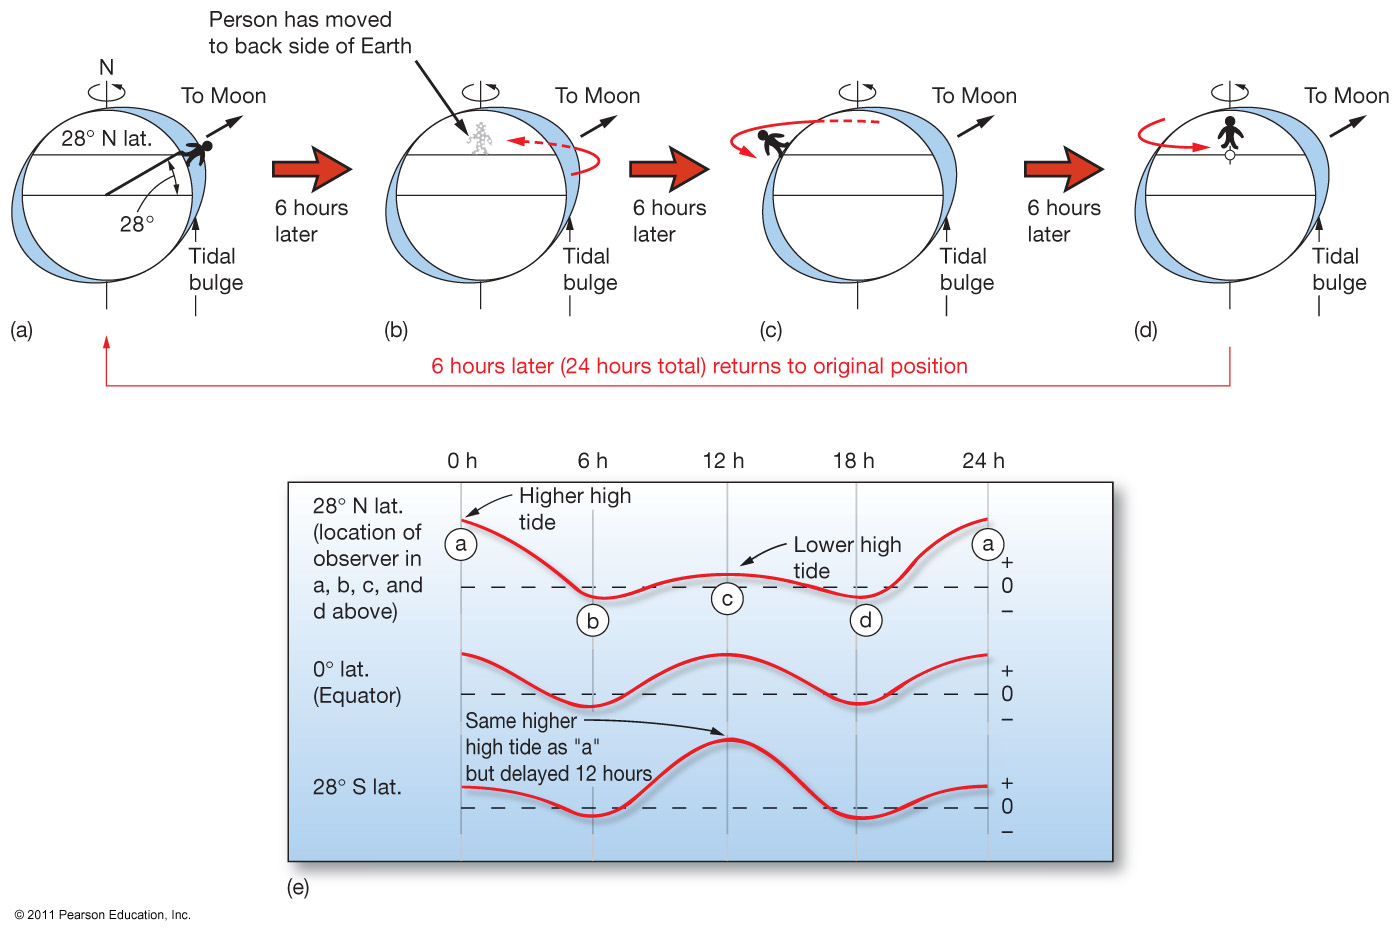 Person has moved
to back side of Earth
N
To Moon
28° N lat.
28°
Tidal
bulge
(a)
6 hours
later
To Moon
Tidal
bulge
(b)
6 hours
later
To Moon
Tidal
bulge
(c)
6 hours
later
To Moon
Tidal
bulge
(d)
6 hours later (24 hours total) returns to original position
0 h 6 h 12 h 18 h 24 h
28° N lat.
(location of
observer in
a, b, c, and
d above)
Higher high
tide
Lower high
tide
a
b
c
d
a
+
0
–
0° lat.
(Equator)
+
0
–
Same higher
high tide as "a"
but delayed 12 hours
28° S lat.
+
0
–
(e)
© 2011 Pearson Education, Inc.